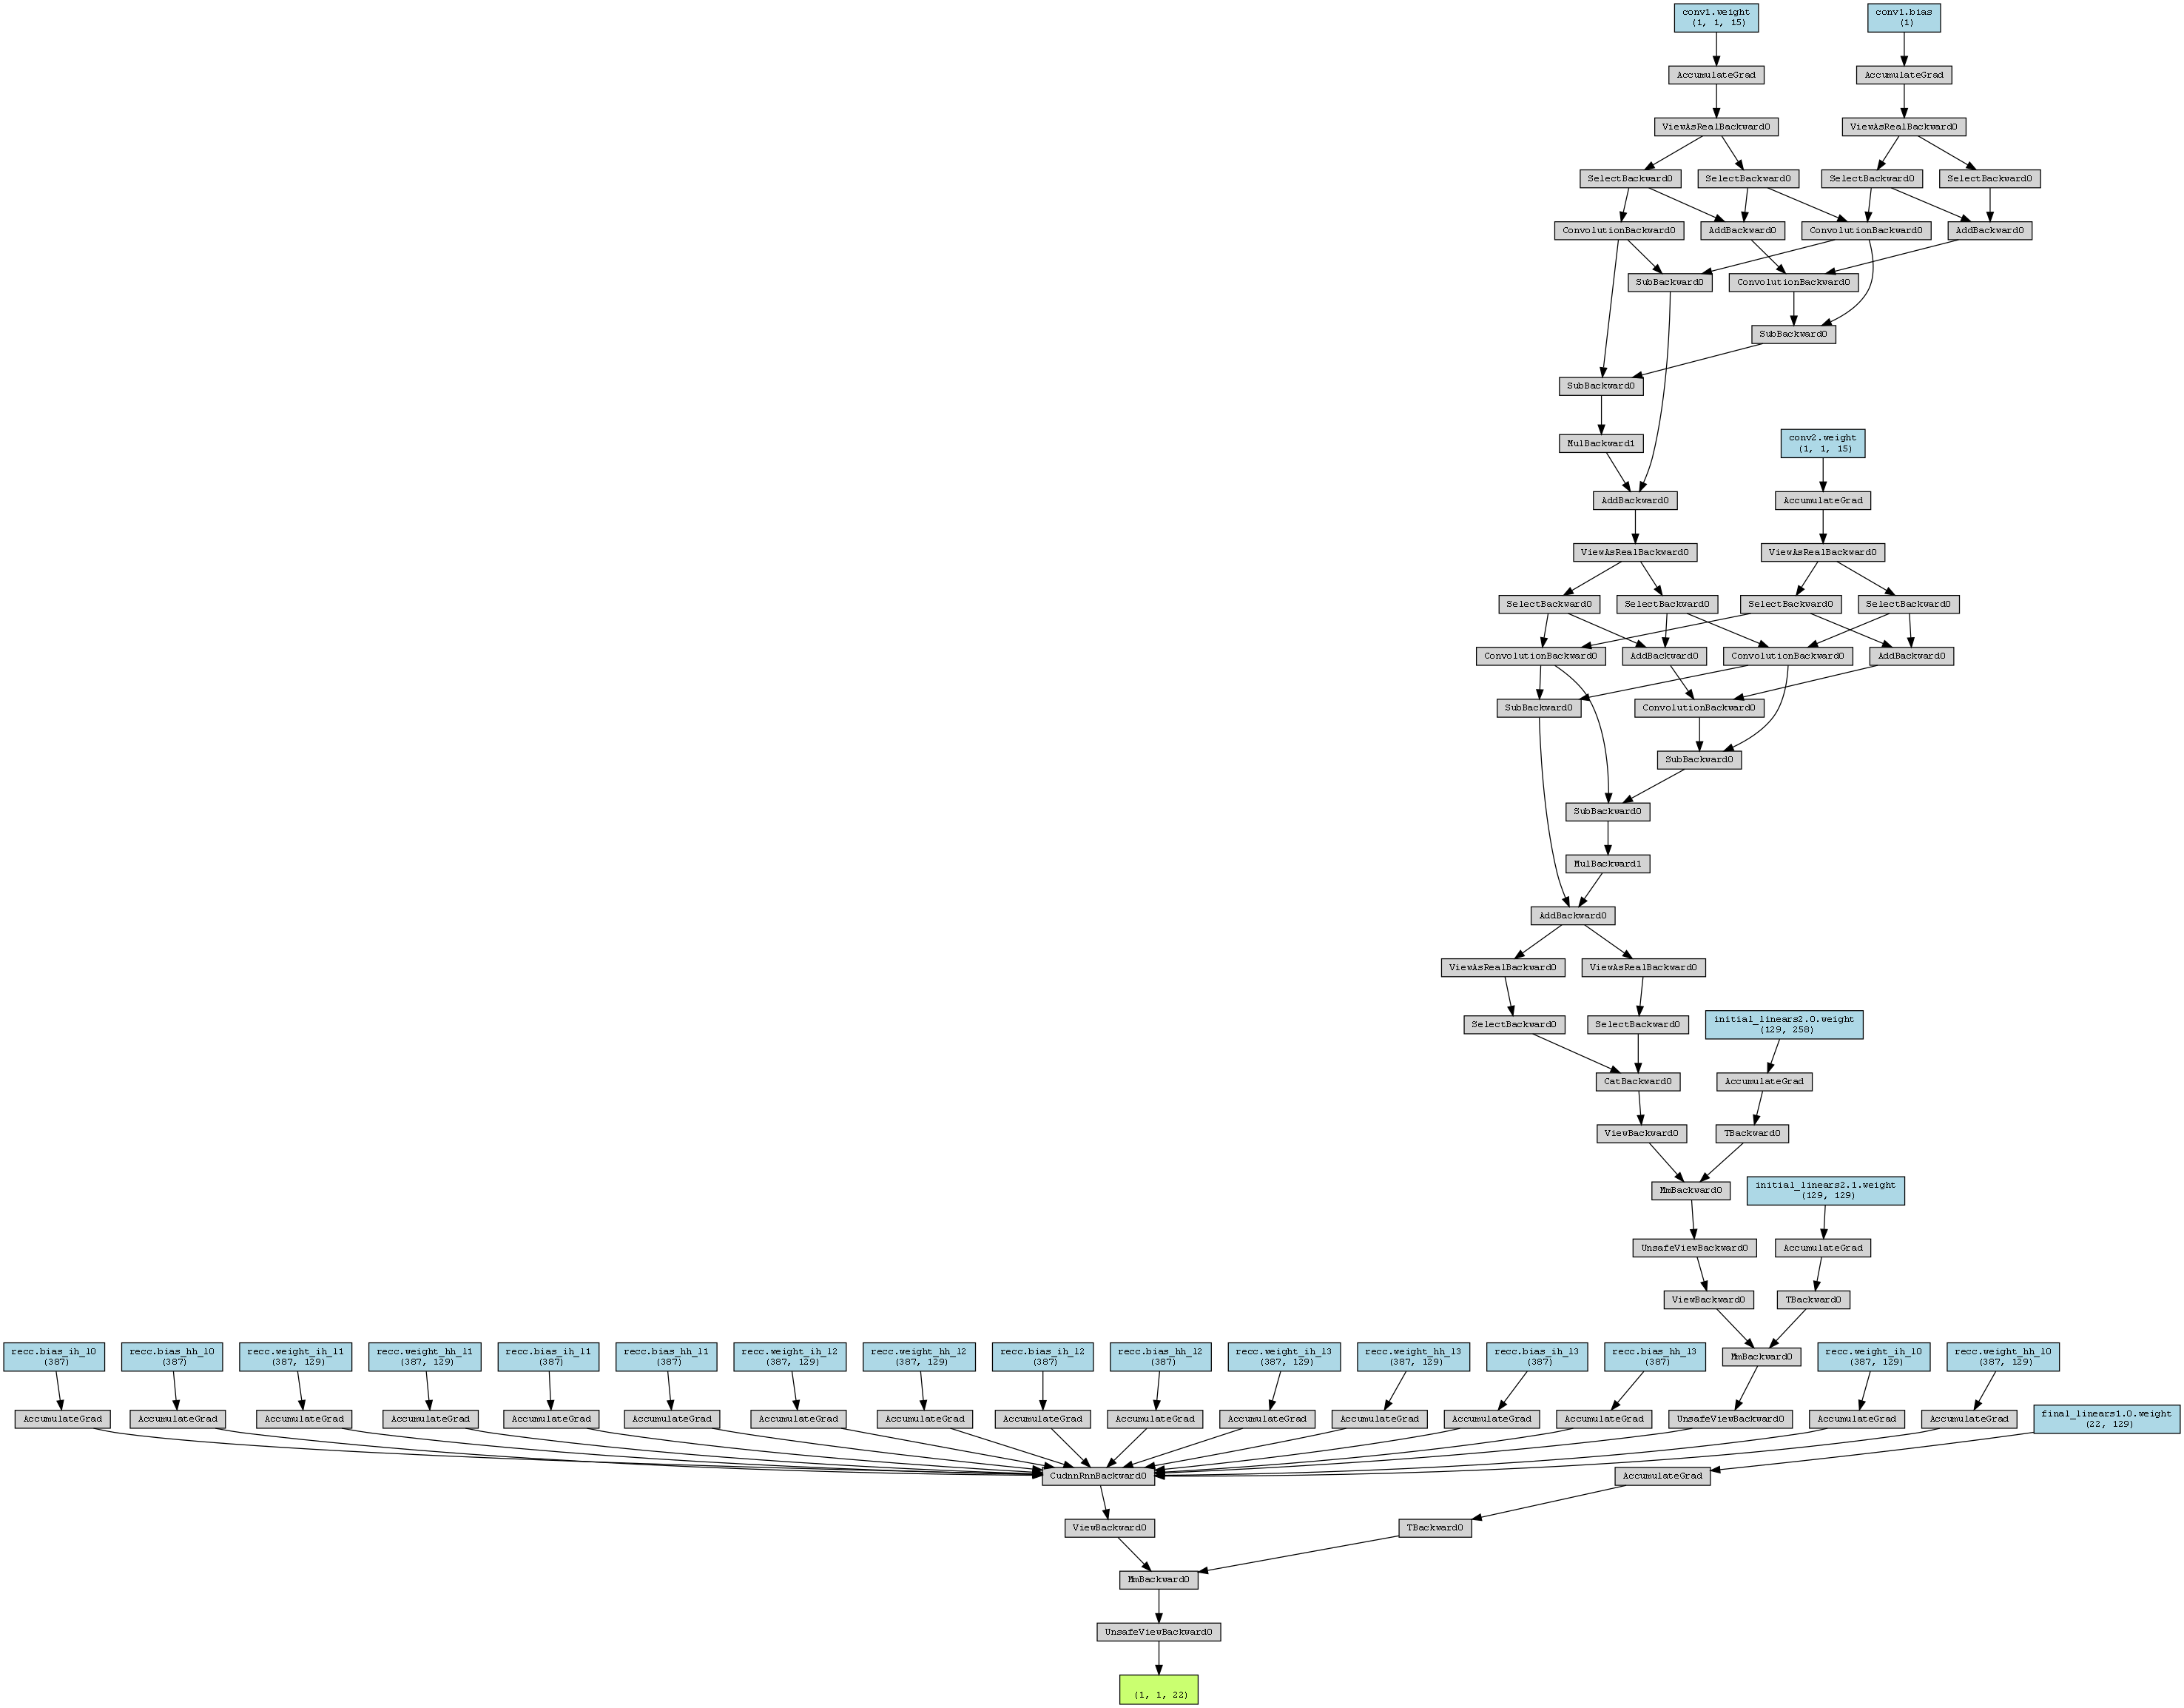 conv1.weight
(1, 1, 15)
conv1.bias
(1)
AccumulateGrad
AccumulateGrad
ViewAsRealBackward0
ViewAsRealBackward0
SelectBackward0
SelectBackward0
SelectBackward0
SelectBackward0
ConvolutionBackward0
AddBackward0
ConvolutionBackward0
AddBackward0
SubBackward0
ConvolutionBackward0
SubBackward0
SubBackward0
MulBackward1
conv2.weight
(1, 1, 15)
AddBackward0
AccumulateGrad
ViewAsRealBackward0
ViewAsRealBackward0
SelectBackward0
SelectBackward0
SelectBackward0
SelectBackward0
ConvolutionBackward0
AddBackward0
ConvolutionBackward0
AddBackward0
SubBackward0
ConvolutionBackward0
SubBackward0
SubBackward0
MulBackward1
AddBackward0
ViewAsRealBackward0
ViewAsRealBackward0
SelectBackward0
SelectBackward0
initial_linears2.0.weight
(129, 258)
CatBackward0
AccumulateGrad
ViewBackward0
TBackward0
MmBackward0
initial_linears2.1.weight
(129, 129)
UnsafeViewBackward0
AccumulateGrad
ViewBackward0
TBackward0
recc.bias_ih_l0
(387)
recc.bias_hh_l0
(387)
recc.weight_ih_l1
(387, 129)
recc.weight_hh_l1
(387, 129)
recc.bias_ih_l1
(387)
recc.bias_hh_l1
(387)
recc.weight_ih_l2
(387, 129)
recc.weight_hh_l2
(387, 129)
recc.bias_ih_l2
(387)
recc.bias_hh_l2
(387)
recc.weight_ih_l3
(387, 129)
recc.weight_hh_l3
(387, 129)
recc.bias_ih_l3
(387)
recc.bias_hh_l3
(387)
MmBackward0
recc.weight_ih_l0
(387, 129)
recc.weight_hh_l0
(387, 129)
AccumulateGrad
AccumulateGrad
AccumulateGrad
AccumulateGrad
AccumulateGrad
AccumulateGrad
AccumulateGrad
AccumulateGrad
AccumulateGrad
AccumulateGrad
AccumulateGrad
AccumulateGrad
AccumulateGrad
AccumulateGrad
UnsafeViewBackward0
AccumulateGrad
AccumulateGrad
final_linears1.0.weight
(22, 129)
CudnnRnnBackward0
AccumulateGrad
ViewBackward0
TBackward0
MmBackward0
UnsafeViewBackward0
(1, 1, 22)